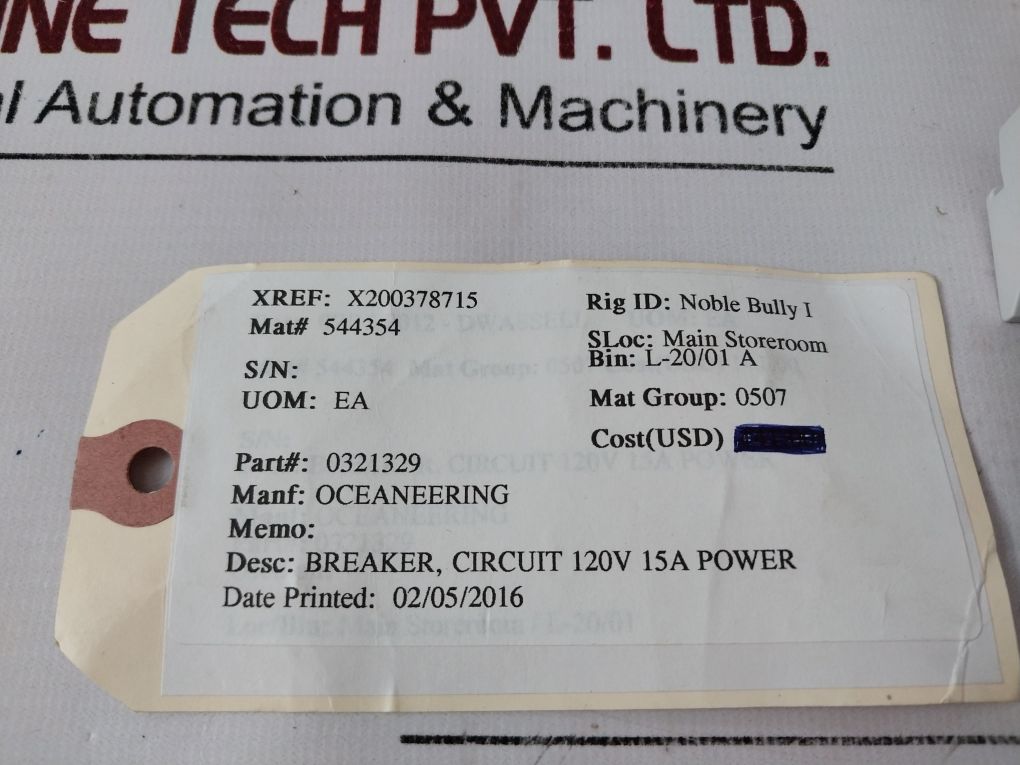 NE TECH PVT. LTD.
l Automation & Machinery
XREF: X200378715
Mat# 544354
S/N:
UOM: EA
Part#: 0321329
Manf: OCEANEERING
Memo:
Desc: BREAKER, CIRCUIT 120V 15A POWER
Date Printed: 02/05/2016
Rig ID: Noble Bully I
SLoc: Main Storeroom
Bin: L-20/01 A
Mat Group: 0507
Cost(USD)